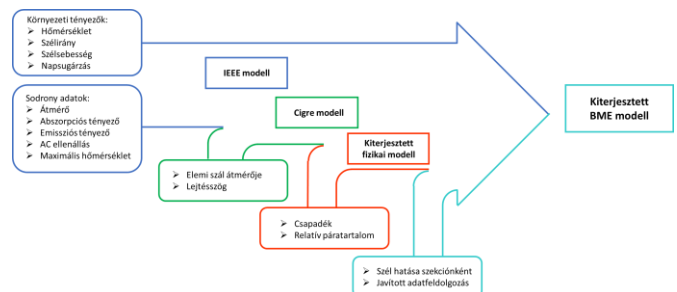 Környezeti tényezők:
➢ Hőmérséklet
➢ Szélirány
➢ Szélsebesség
➢ Napsugárzás
IEEE modell
Sodrony adatok:
➢ Átmérő
➢ Abszorpciós tényező
➢ Emissziós tényező
➢ AC ellenállás
➢ Maximális hőmérséklet
Cigre modell
Kiterjesztett
BME modell
Kiterjesztett
fizikai modell
➢ Elemi szál átmérője
➢ Lejtésszög
➢ Csapadék
➢ Relatív páratartalom
➢ Szél hatása szekciónként
➢ Javított adatfeldolgozás